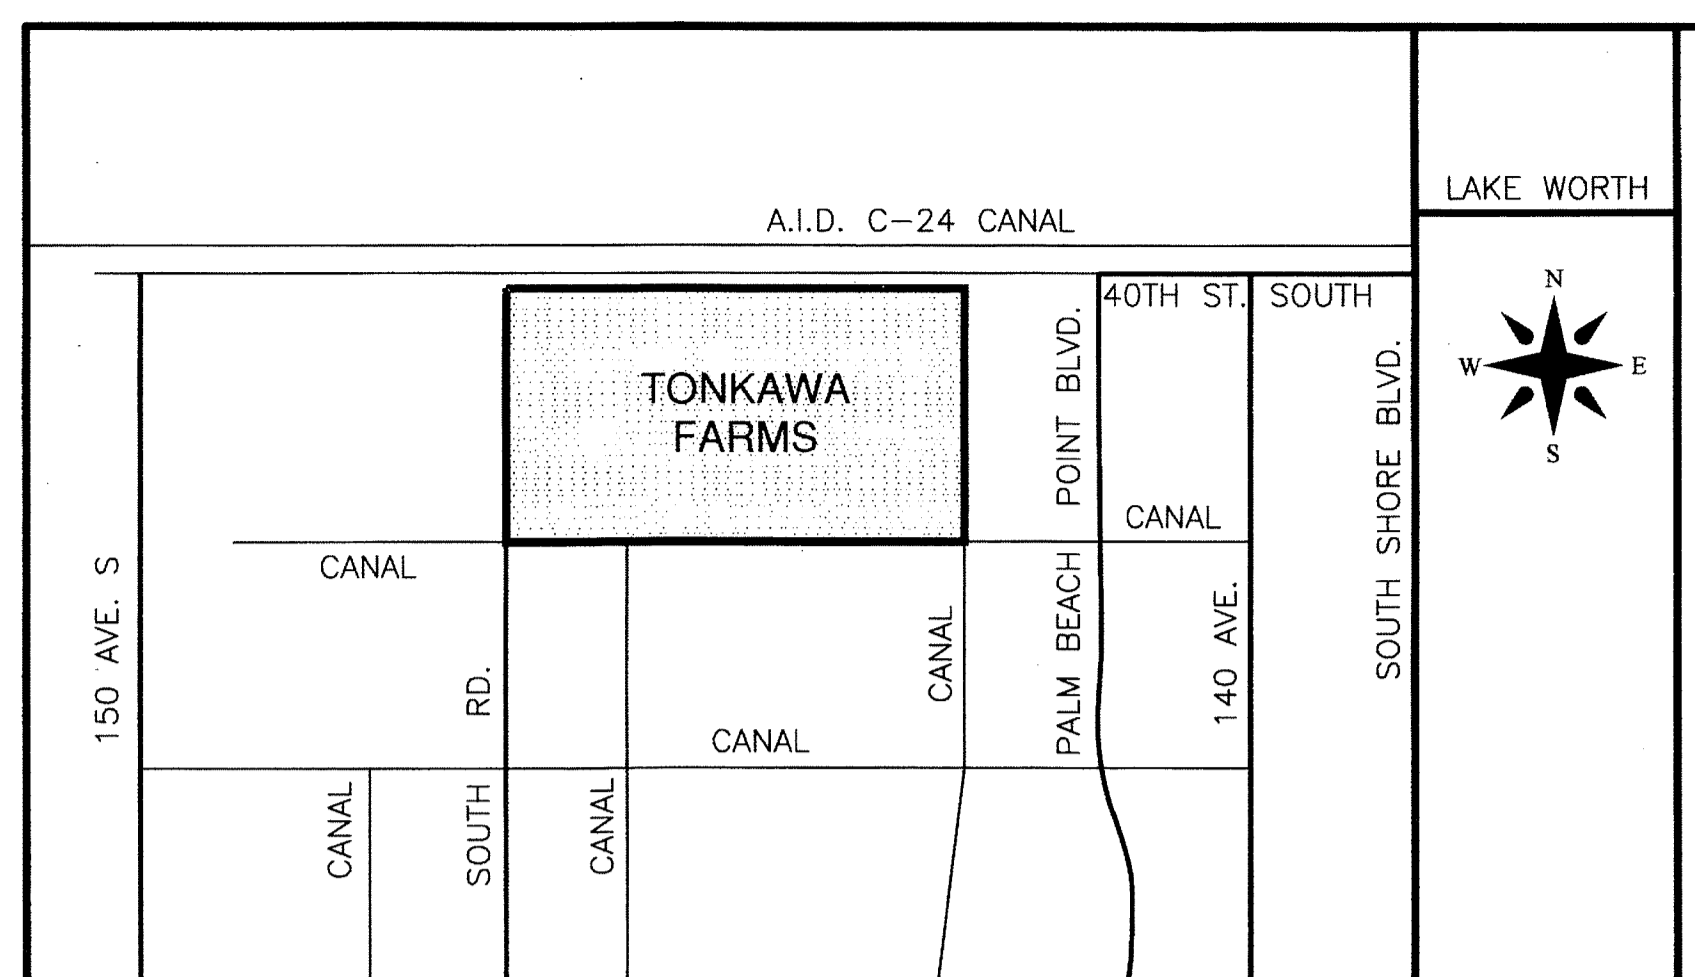 LAKE WORTH
A.I.D. C-24 CANAL
40TH ST. SOUTH
N
W E
S
TONKAWA
FARMS
PALM BEACH POINT BLVD.
SOUTH SHORE BLVD.
CANAL
CANAL
150 AVE. S
140 AVE.
CANAL
SOUTH RD.
CANAL
CANAL
CANAL